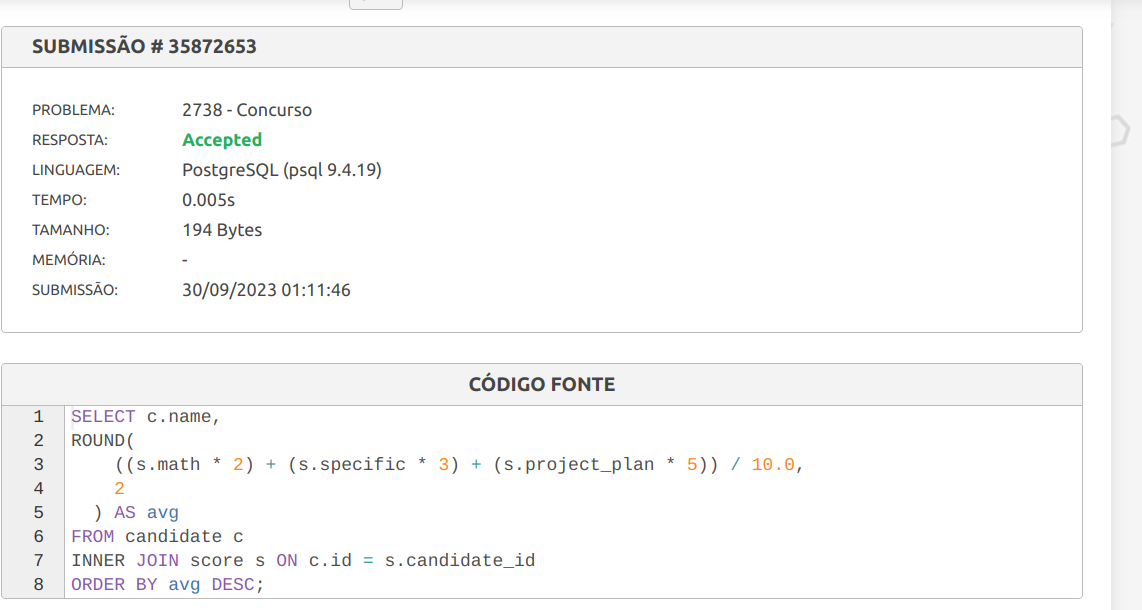 SUBMISSÃO # 35872653
PROBLEMA: 2738 - Concurso
RESPOSTA: Accepted
LINGUAGEM: PostgreSQL (psql 9.4.19)
TEMPO: 0.005s
TAMANHO: 194 Bytes
MEMÓRIA: -
SUBMISSÃO: 30/09/2023 01:11:46
CÓDIGO FONTE
1 SELECT c.name,
2 ROUND(
3     ((s.math * 2) + (s.specific * 3) + (s.project_plan * 5)) / 10.0,
4     2
5   ) AS avg
6 FROM candidate c
7 INNER JOIN score s ON c.id = s.candidate_id
8 ORDER BY avg DESC;